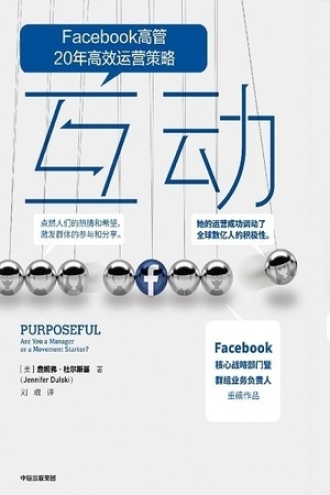 Facebook高管
20年高效运营策略
互动
点燃人们的热情和希望,
激发群体的参与和分享。
她的运营成功调动了
全球数亿人的积极性。
f
PURPOSEFUL
Are You a Manager
or a Movement Starter?
[美] 詹妮弗·杜尔斯基 著
(Jennifer Dulski)
刘 译
Facebook
核心战略部门暨
群组业务负责人
重磅作品
中信出版集团